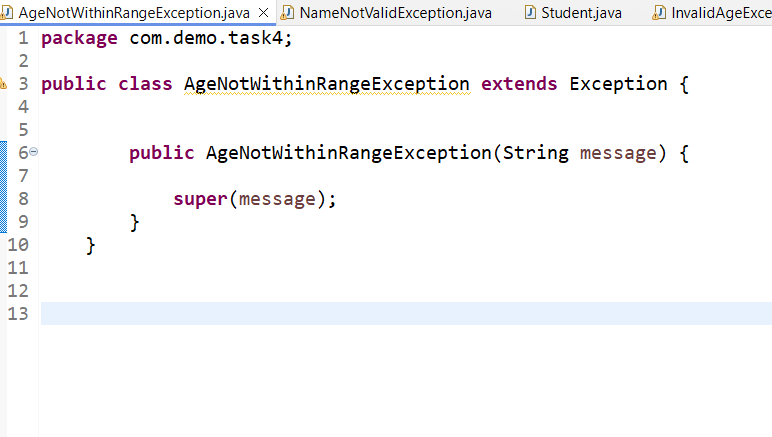 AgeNotWithinRangeException.java NameNotValidException.java Student.java InvalidAgeExce
1 package com.demo.task4;
2
3 public class AgeNotWithinRangeException extends Exception {
4
5
6 public AgeNotWithinRangeException(String message) {
7
8 super(message);
9 }
10 }
11
12
13